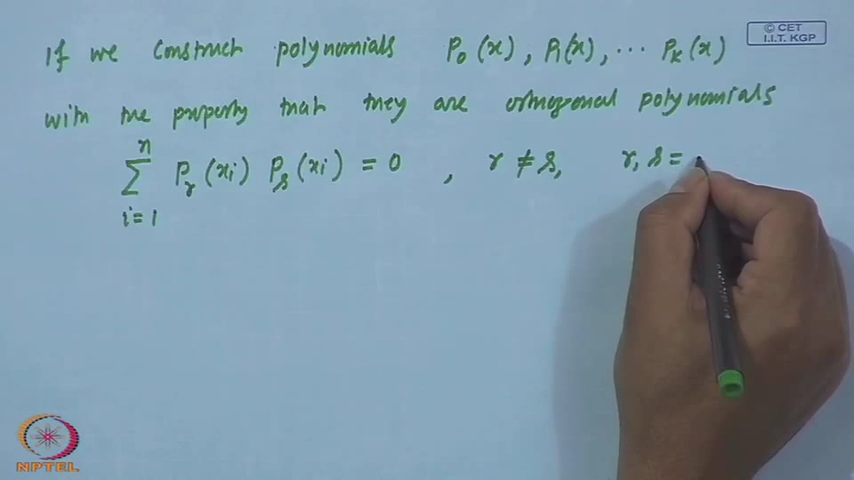 © CET
I.I.T. KGP
If we construct polynomials P₀(x), P₁(x), ... Pₖ(x)
with the property that they are orthogonal polynomials
n
∑ Pᵣ(xᵢ) Pₛ(xᵢ) = 0 , r ≠ s, r, s =
i = 1
NPTEL